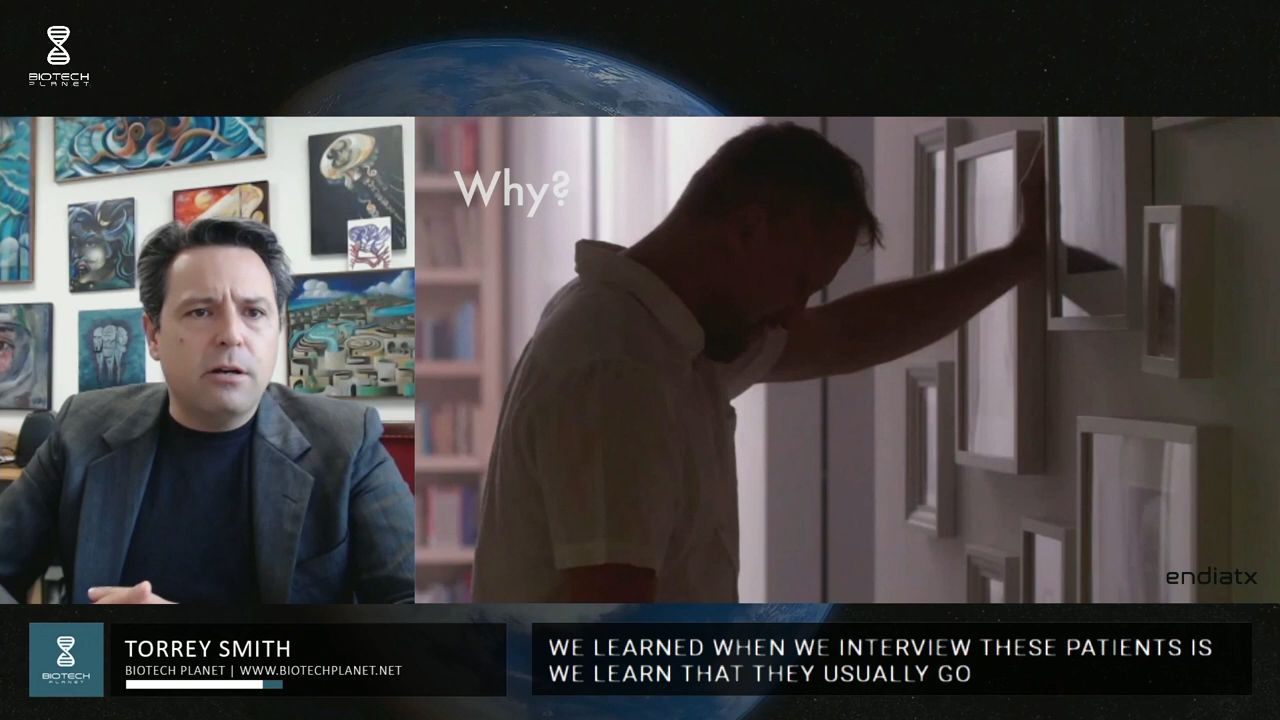 BIOTECH
PLANET
Why?
endiatx
BIOTECH
PLANET
TORREY SMITH
BIOTECH PLANET | WWW.BIOTECHPLANET.NET
WE LEARNED WHEN WE INTERVIEW THESE PATIENTS IS
WE LEARN THAT THEY USUALLY GO